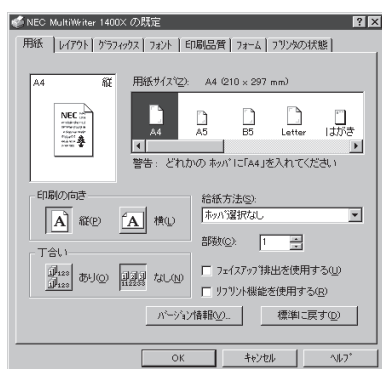 NEC MultiWriter 1400X の既定
用紙 レイアウト グラフィックス フォント 印刷品質 フォーム プリンタの状態
A4 縦
NEC
用紙サイズ(Z): A4 (210 x 297 mm)
A4 A5 B5 Letter はがき
警告: どれかの ホッパに「A4」を入れてください
印刷の向き
A 縦(P) A 横(L)
給紙方法(S):
ホッパ選択なし
部数(C): 1
丁合い
あり(O) なし(N)
フェイスアップ排出を使用する(U)
リプリント機能を使用する(R)
バージョン情報(V)... 標準に戻す(D)
OK キャンセル ヘルプ